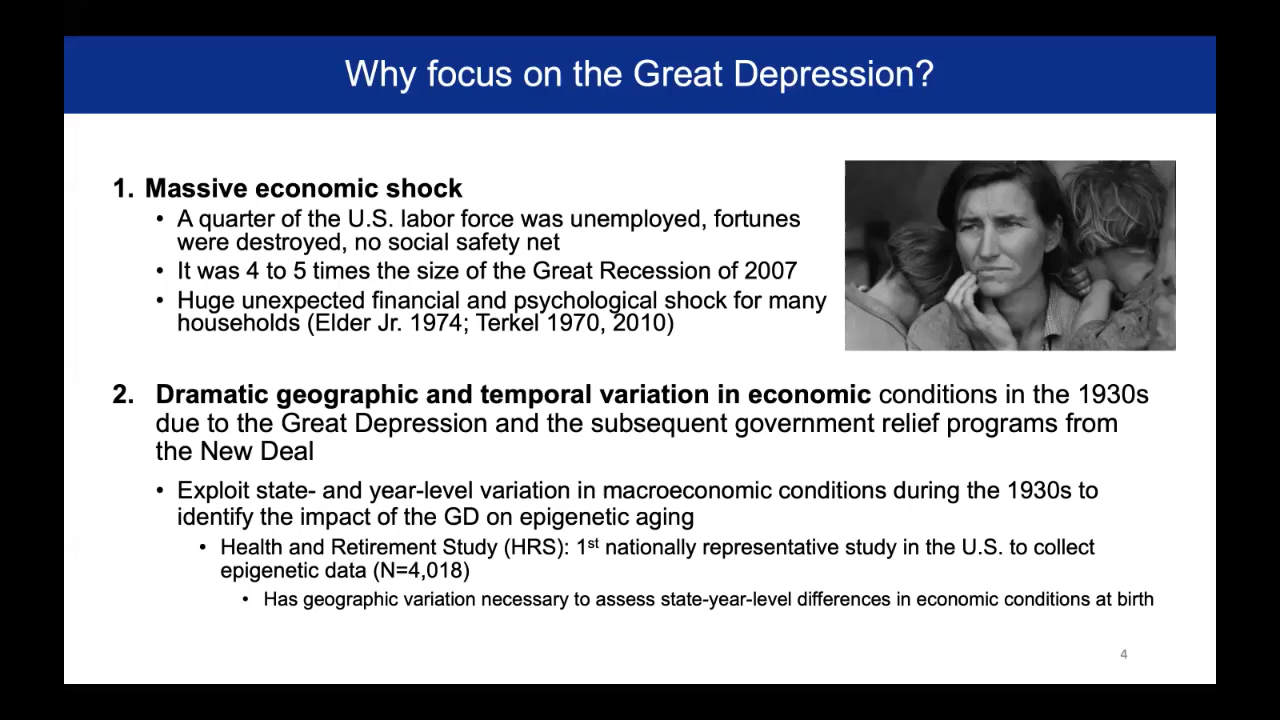 Why focus on the Great Depression?
1. Massive economic shock
• A quarter of the U.S. labor force was unemployed, fortunes
were destroyed, no social safety net
• It was 4 to 5 times the size of the Great Recession of 2007
• Huge unexpected financial and psychological shock for many
households (Elder Jr. 1974; Terkel 1970, 2010)
2. Dramatic geographic and temporal variation in economic conditions in the 1930s
due to the Great Depression and the subsequent government relief programs from
the New Deal
• Exploit state- and year-level variation in macroeconomic conditions during the 1930s to
identify the impact of the GD on epigenetic aging
• Health and Retirement Study (HRS): 1st nationally representative study in the U.S. to collect
epigenetic data (N=4,018)
• Has geographic variation necessary to assess state-year-level differences in economic conditions at birth
4